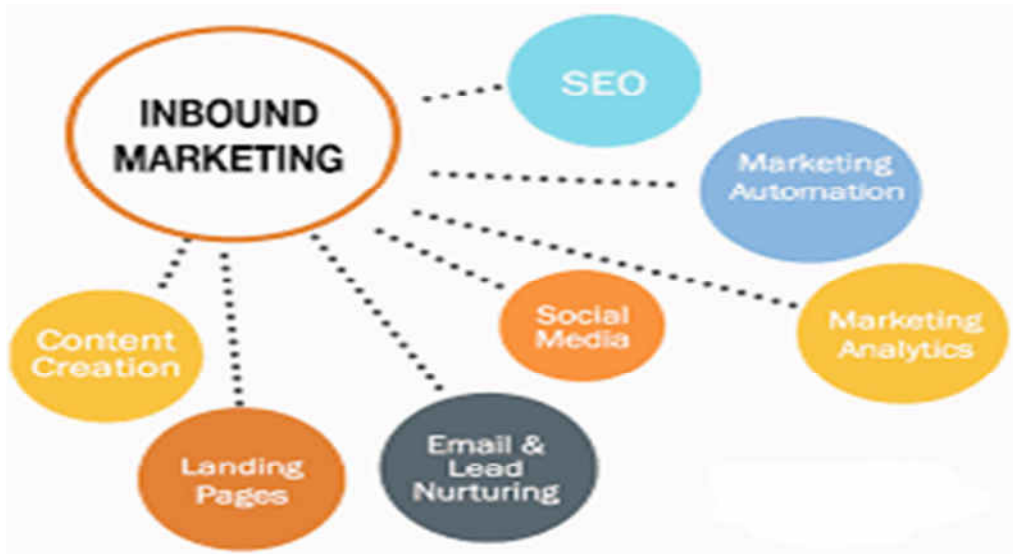 INBOUND
MARKETING
SEO
Marketing
Automation
Marketing
Analytics
Social
Media
Email &
Lead
Nurturing
Landing
Pages
Content
Creation